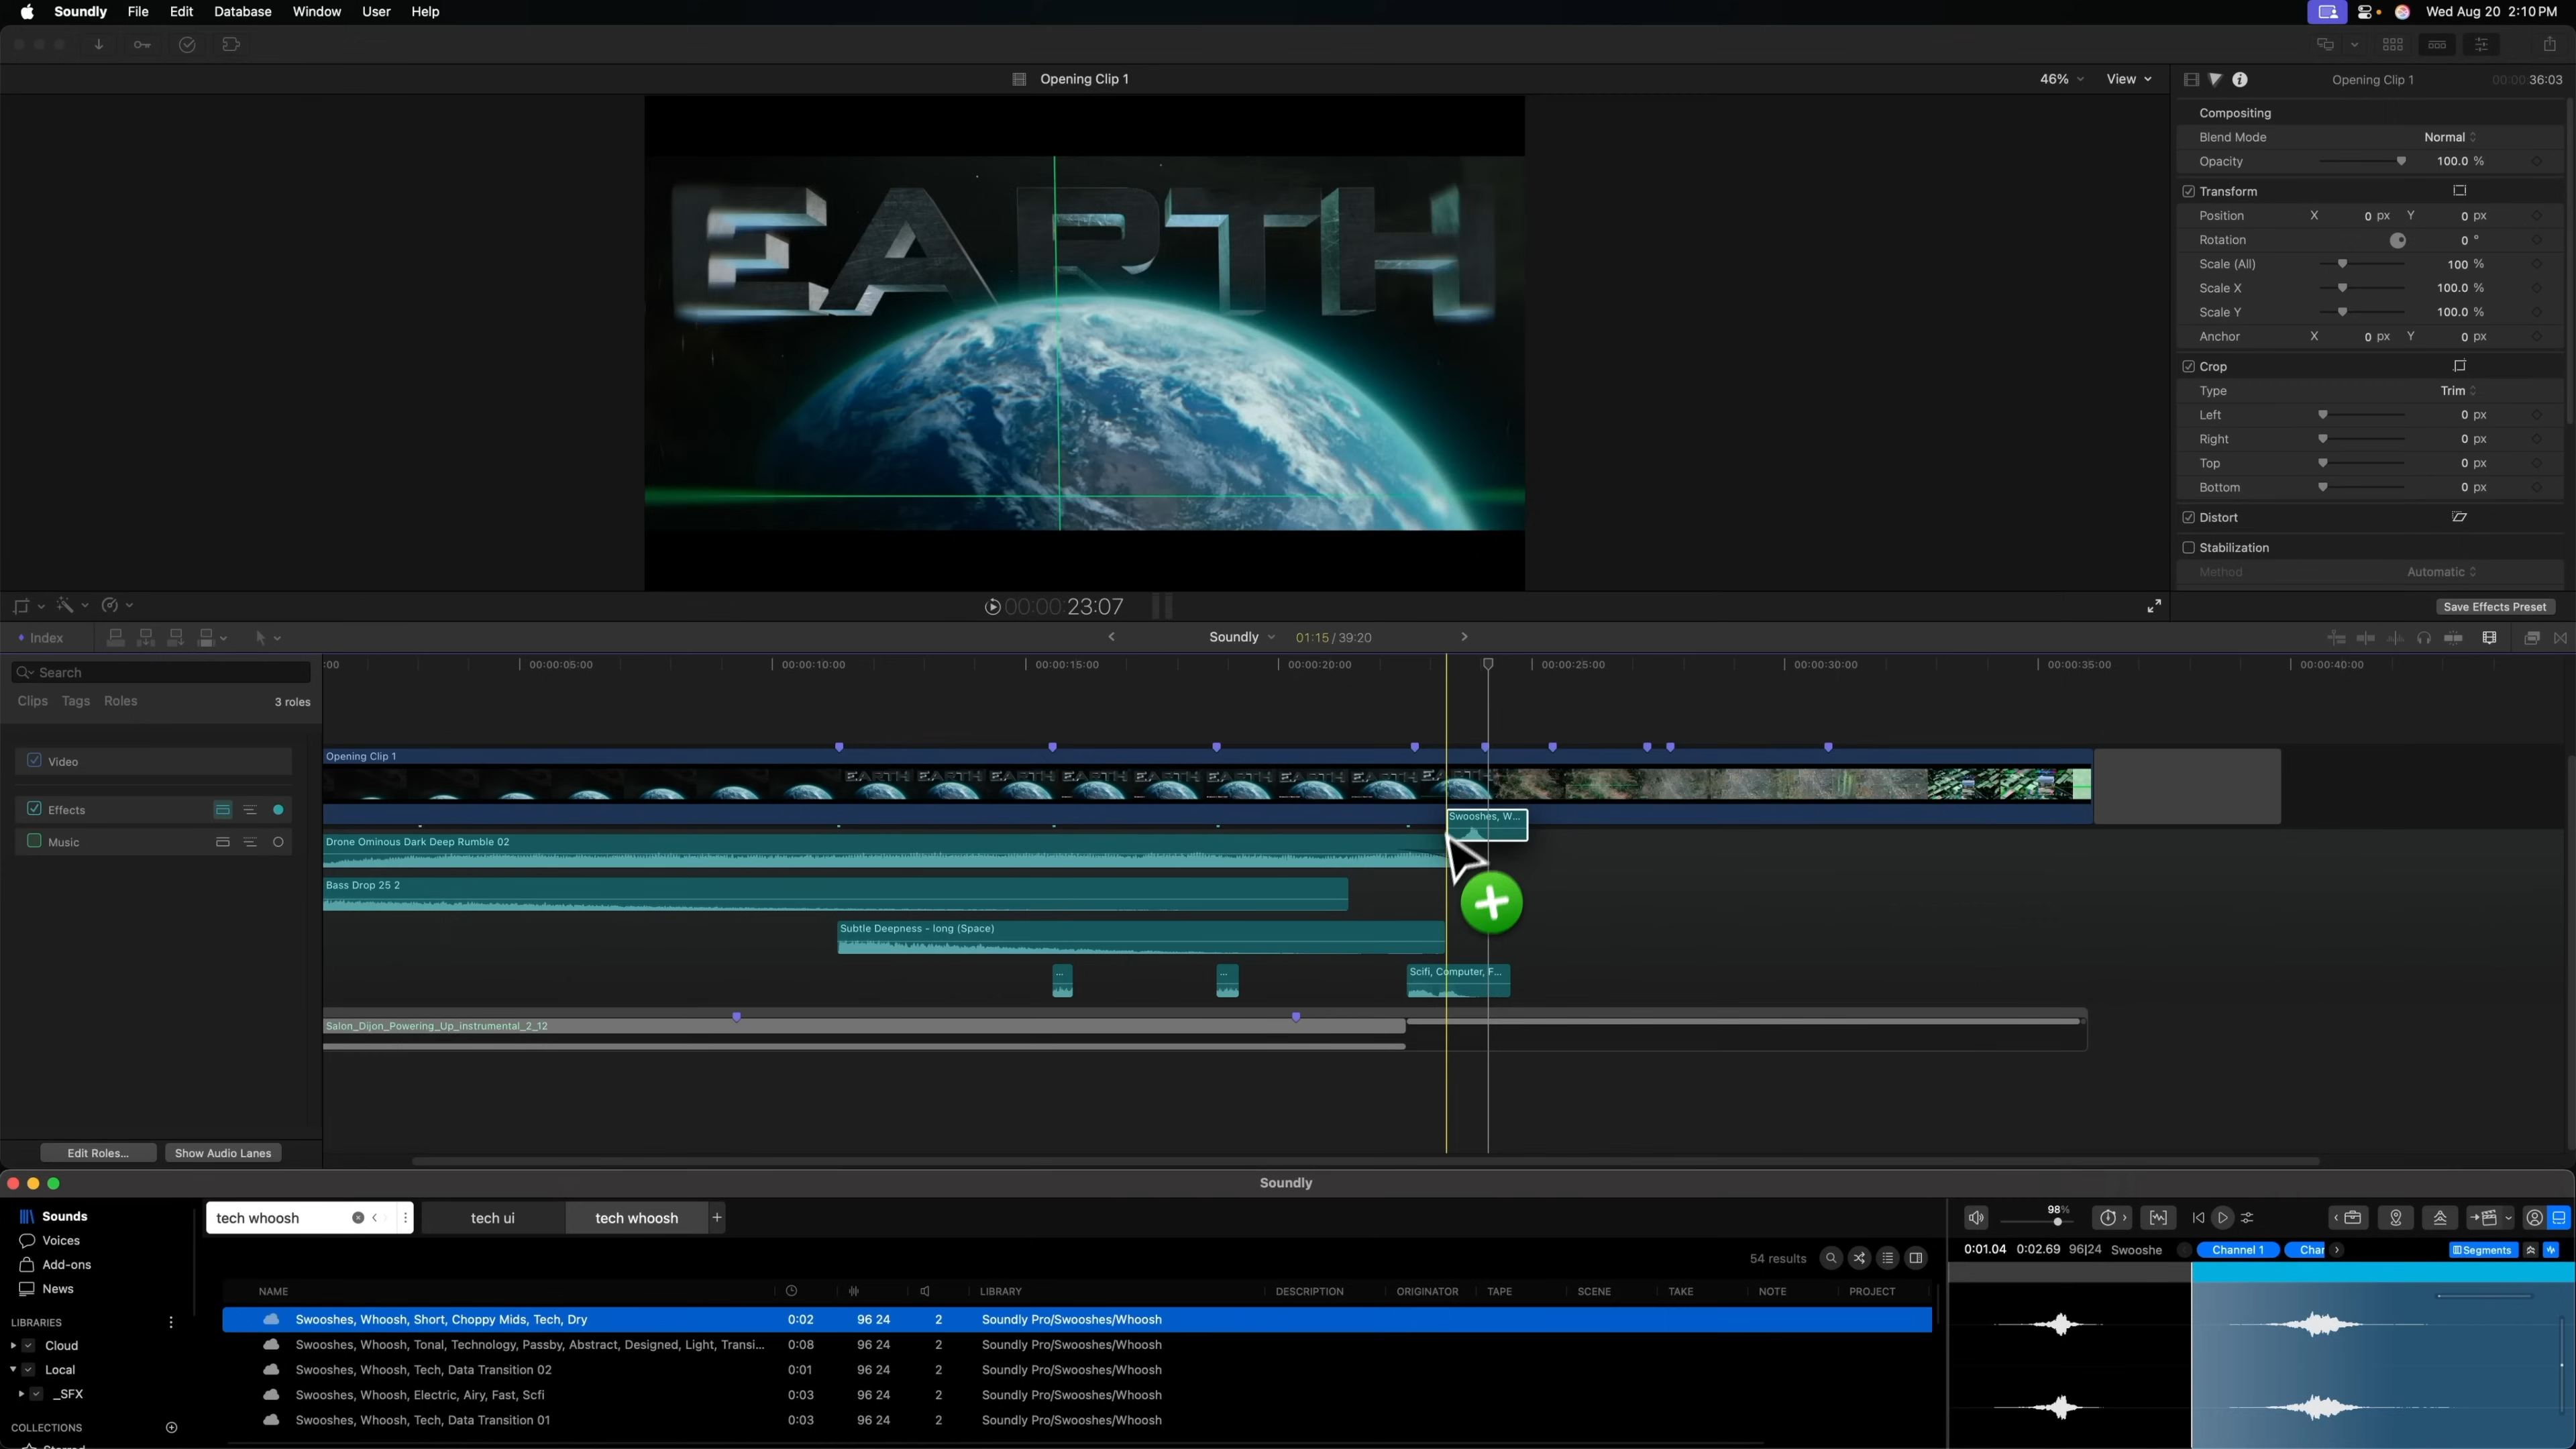 Soundly File Edit Database Window User Help
Wed Aug 20 2:10 PM
Opening Clip 1
46% View
Opening Clip 1 00:00:36:03
EARTH
Compositing
Blend Mode Normal
Opacity 100.0 %
Transform
Position X 0 px Y 0 px
Rotation 0 °
Scale (All) 100 %
Scale X 100.0 %
Scale Y 100.0 %
Anchor X 0 px Y 0 px
Crop
Type Trim
Left 0 px
Right 0 px
Top 0 px
Bottom 0 px
Distort
Stabilization
Method Automatic
00:00:23:07
Save Effects Preset
Index
Soundly 01:15 / 39:20
Search
:00 00:00:05:00 00:00:10:00 00:00:15:00 00:00:20:00 00:00:25:00 00:00:30:00 00:00:35:00 00:00:40:00
Clips Tags Roles 3 roles
Video
Effects
Music
Opening Clip 1
Swooshes, W...
Drone Ominous Dark Deep Rumble 02
Bass Drop 25 2
Subtle Deepness - long (Space)
... ... Scifi, Computer, F...
Salon_Dijon_Powering_Up_instrumental_2_12
Edit Roles... Show Audio Lanes
Soundly
Sounds
Voices
Add-ons
News
LIBRARIES
Cloud
Local
_SFX
COLLECTIONS
tech whoosh tech ui tech whoosh +
54 results
NAME LIBRARY DESCRIPTION ORIGINATOR TAPE SCENE TAKE NOTE PROJECT
Swooshes, Whoosh, Short, Choppy Mids, Tech, Dry 0:02 96 24 2 Soundly Pro/Swooshes/Whoosh
Swooshes, Whoosh, Tonal, Technology, Passby, Abstract, Designed, Light, Transi... 0:08 96 24 2 Soundly Pro/Swooshes/Whoosh
Swooshes, Whoosh, Tech, Data Transition 02 0:01 96 24 2 Soundly Pro/Swooshes/Whoosh
Swooshes, Whoosh, Electric, Airy, Fast, Scfi 0:03 96 24 2 Soundly Pro/Swooshes/Whoosh
Swooshes, Whoosh, Tech, Data Transition 01 0:03 96 24 2 Soundly Pro/Swooshes/Whoosh
98%
0:01.04 0:02.69 96|24 Swooshe Channel 1 Char Segments